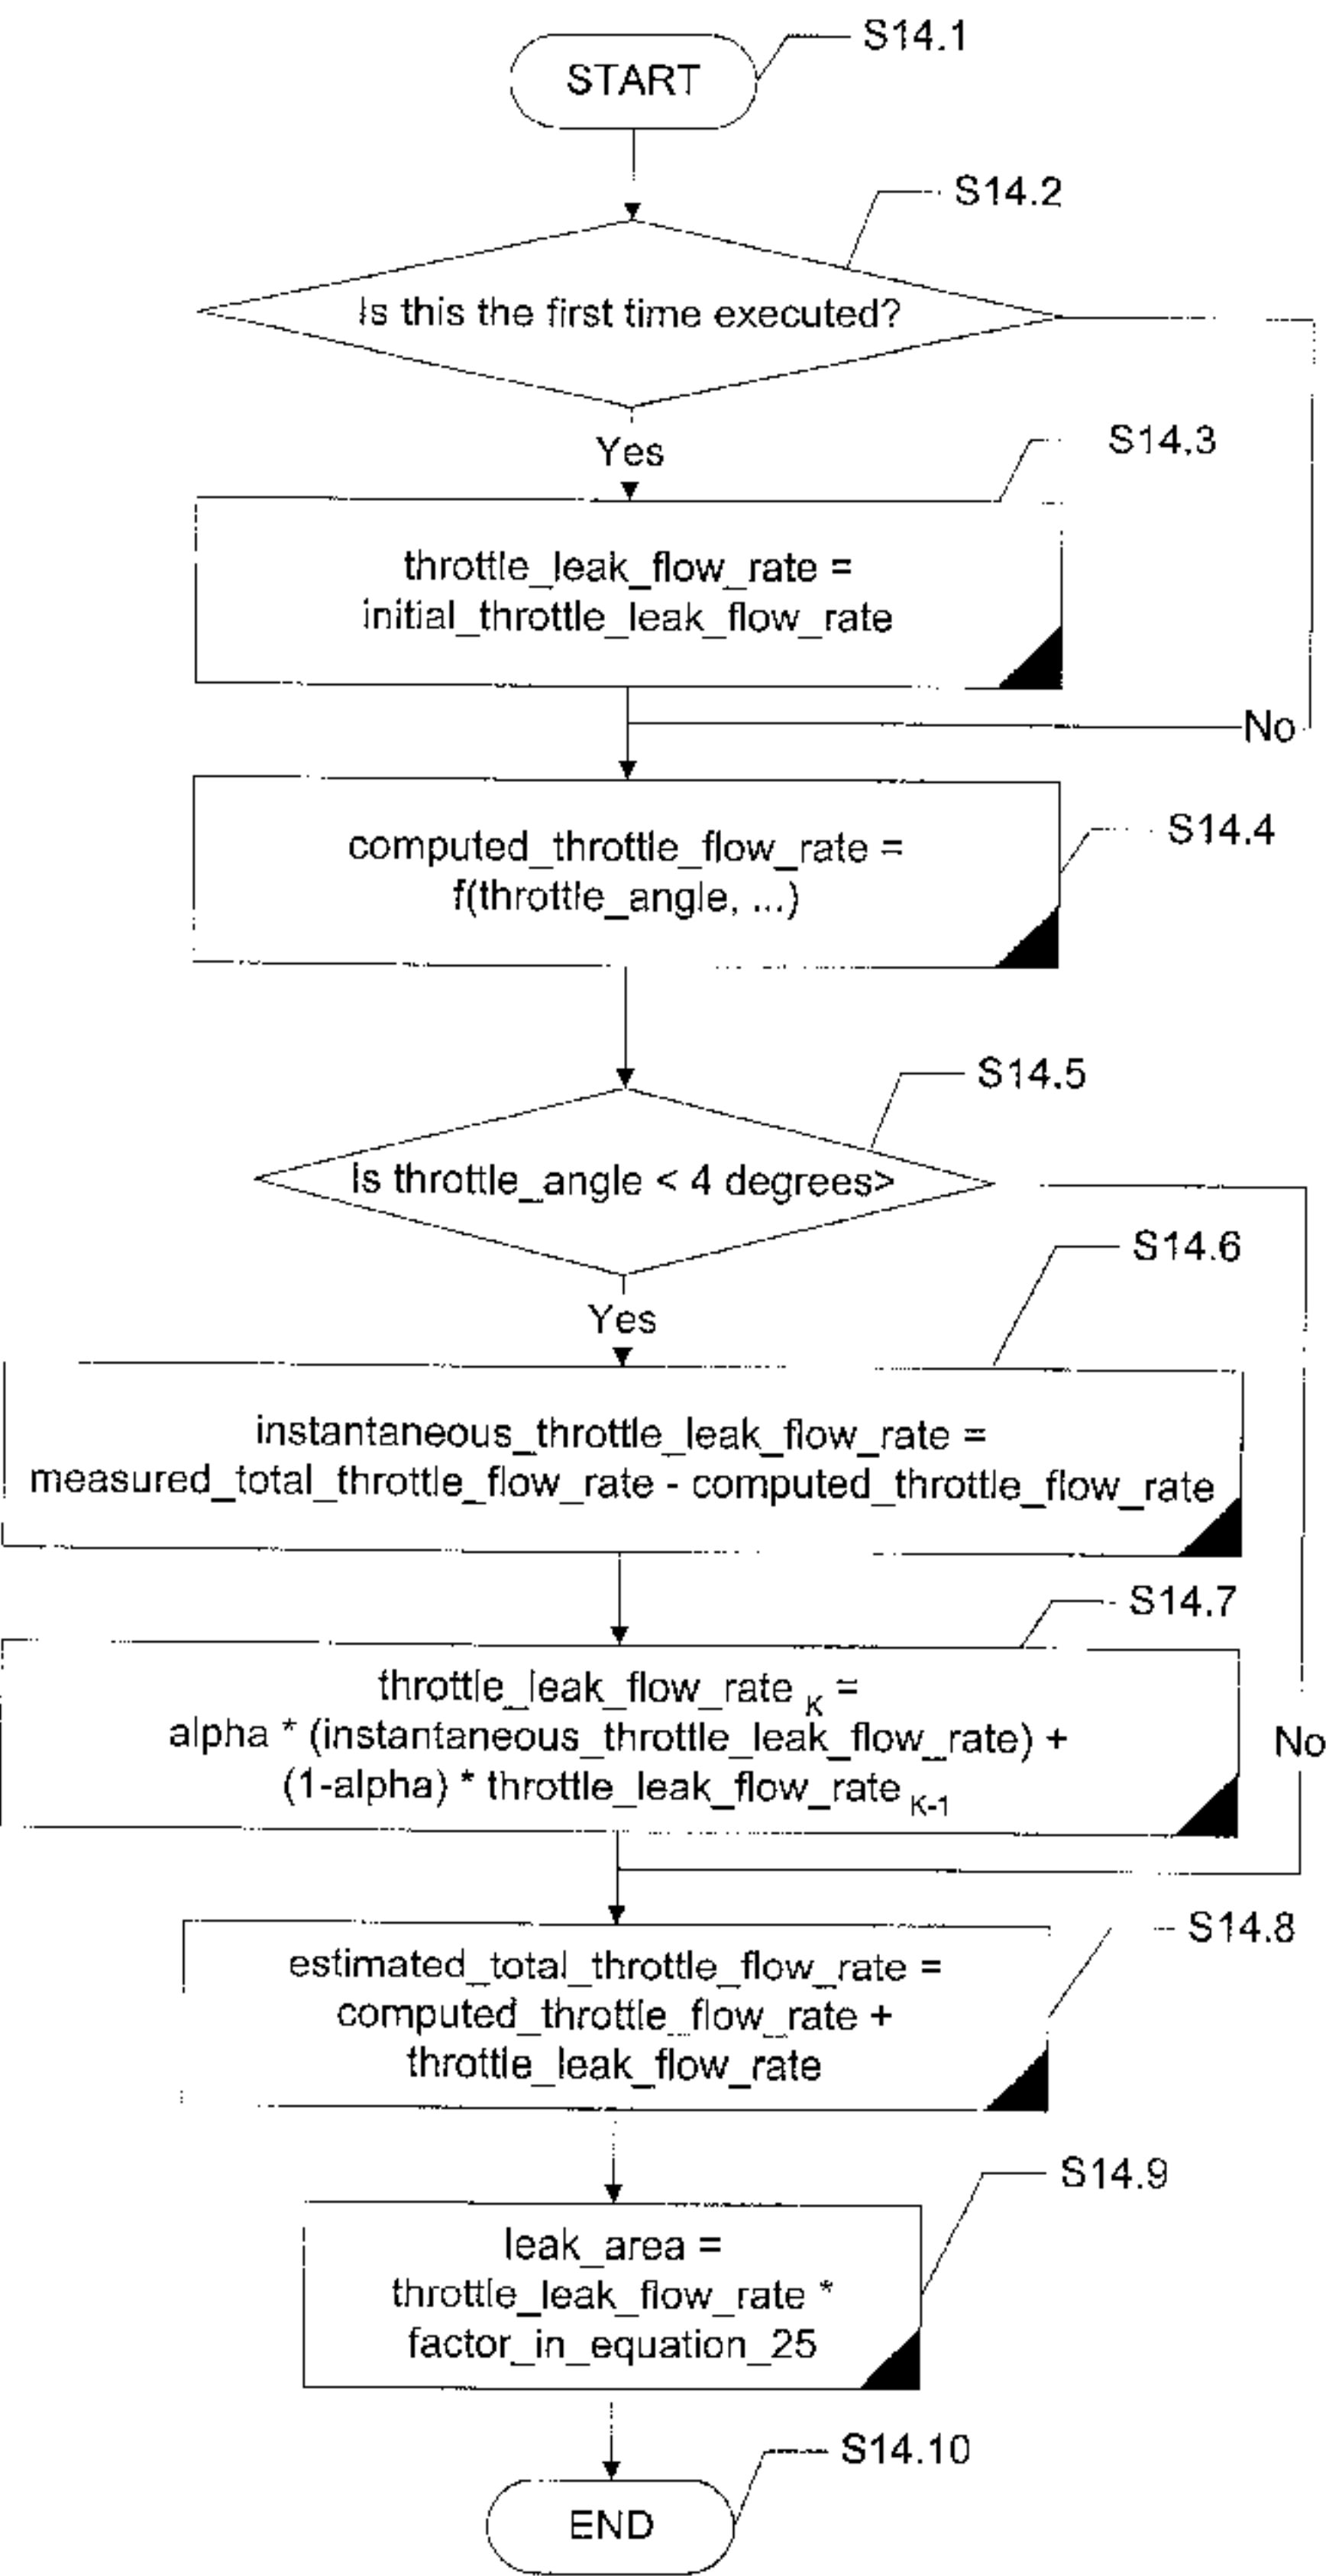 S14.1
START
S14.2
Is this the first time executed?
Yes
S14.3
throttle_leak_flow_rate =
initial_throttle_leak_flow_rate
No
computed_throttle_flow_rate =
f(throttle_angle, ...)
S14.4
S14.5
Is throttle_angle < 4 degrees>
S14.6
Yes
instantaneous_throttle_leak_flow_rate =
measured_total_throttle_flow_rate - computed_throttle_flow_rate
S14.7
throttle_leak_flow_rate K =
alpha * (instantaneous_throttle_leak_flow_rate) +
(1-alpha) * throttle_leak_flow_rate K-1
No
S14.8
estimated_total_throttle_flow_rate =
computed_throttle_flow_rate +
throttle_leak_flow_rate
S14.9
leak_area =
throttle_leak_flow_rate *
factor_in_equation_25
S14.10
END